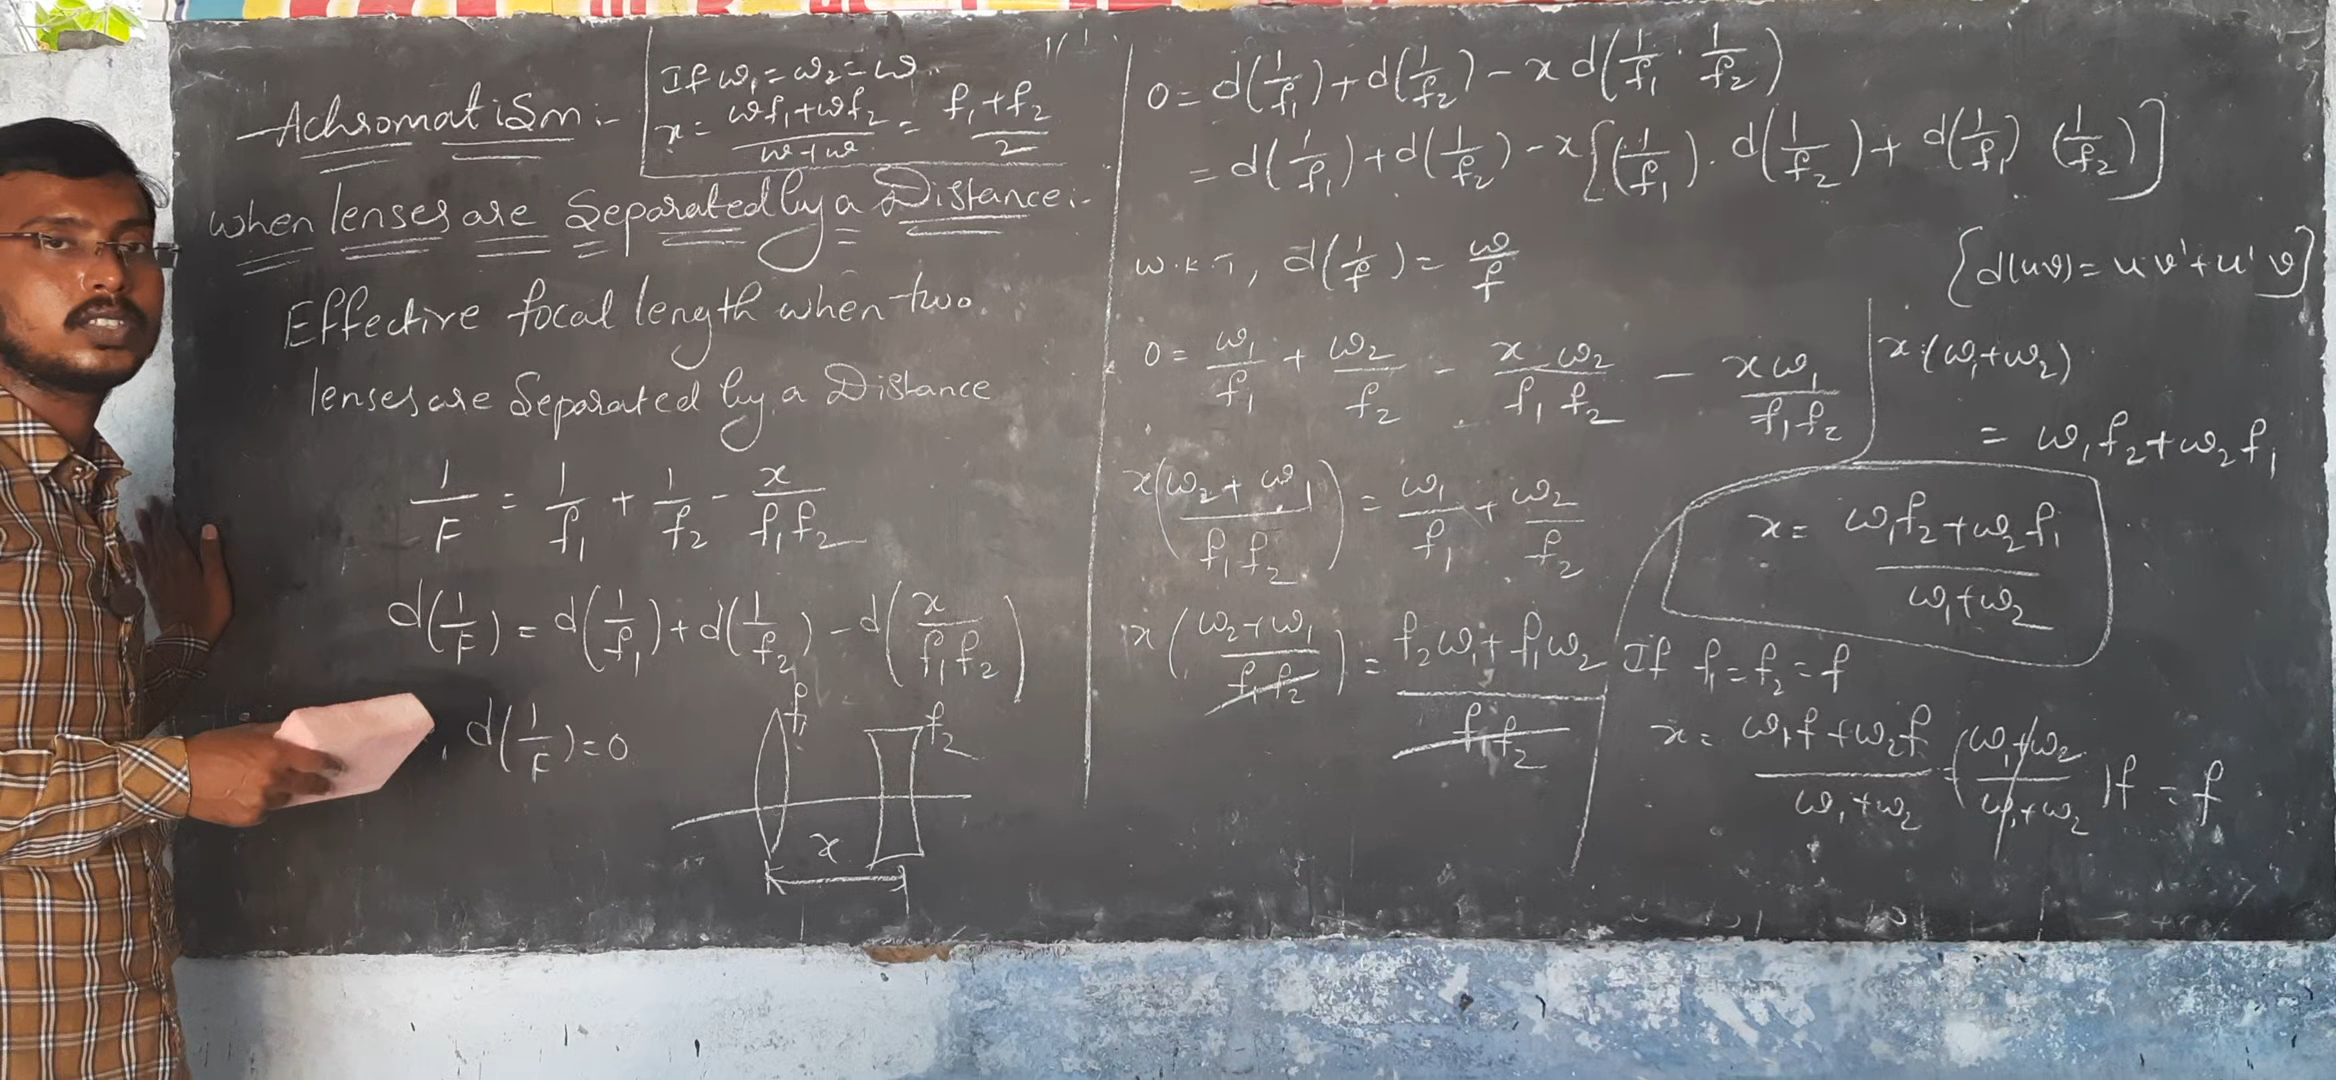 Achromatism :-
If ω₁ = ω₂ = ω
x = (ωf₁ + ωf₂)/(ω + ω) = (f₁ + f₂)/2
when lenses are Separated by a Distance :-
Effective focal length when two
lenses are Separated by a Distance
1/F = 1/f₁ + 1/f₂ - x/(f₁f₂)
d(1/F) = d(1/f₁) + d(1/f₂) - d(x/(f₁f₂))
d(1/F) = 0
f₁
f₂
x
0 = d(1/f₁) + d(1/f₂) - x d(1/f₁ · 1/f₂)
= d(1/f₁) + d(1/f₂) - x[(1/f₁) · d(1/f₂) + d(1/f₁) (1/f₂)]
w.k.T, d(1/f) = ω/f
{d(uv) = uv' + u'v}
0 = ω₁/f₁ + ω₂/f₂ - x ω₂/(f₁f₂) - xω₁/(f₁f₂)
x((ω₂ + ω₁)/(f₁f₂)) = ω₁/f₁ + ω₂/f₂
x((ω₂ + ω₁)/(f₁f₂)) = (f₂ω₁ + f₁ω₂)/(f₁f₂)
x(ω₁ + ω₂)
= ω₁f₂ + ω₂f₁
x = (ω₁f₂ + ω₂f₁)/(ω₁ + ω₂)
If f₁ = f₂ = f
x = (ω₁f + ω₂f)/(ω₁ + ω₂) = ((ω₁ + ω₂)/(ω₁ + ω₂))f = f